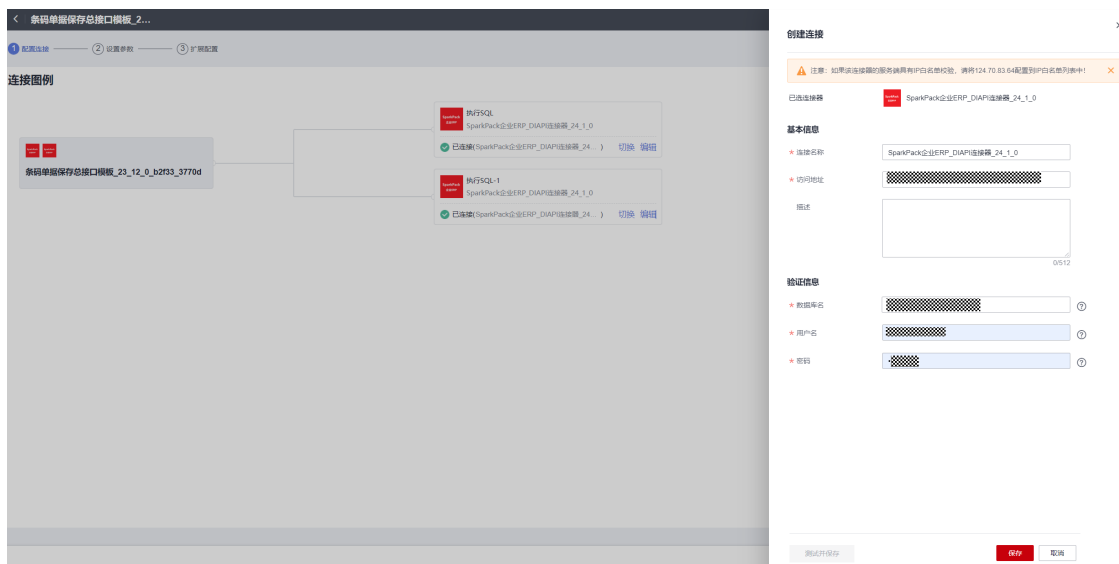 条码单据保存总接口模板_2...
1 配置连接 2 设置参数 3 扩展配置
连接图例
条码单据保存总接口模板_23_12_0_b2f33_3770d
执行SQL
SparkPack企业ERP_DIAPI连接器_24_1_0
已连接(SparkPack企业ERP_DIAPI连接器_24... ) 切换 编辑
执行SQL-1
SparkPack企业ERP_DIAPI连接器_24_1_0
已连接(SparkPack企业ERP_DIAPI连接器_24... ) 切换 编辑
创建连接
注意：如果该连接器的服务端具有IP白名单校验，请将124.70.83.64配置到IP白名单列表中！
已选连接器 SparkPack企业ERP_DIAPI连接器_24_1_0
基本信息
* 连接名称 SparkPack企业ERP_DIAPI连接器_24_1_0
* 访问地址
描述
0/512
验证信息
* 数据库名
* 用户名
* 密码
测试并保存 保存 取消